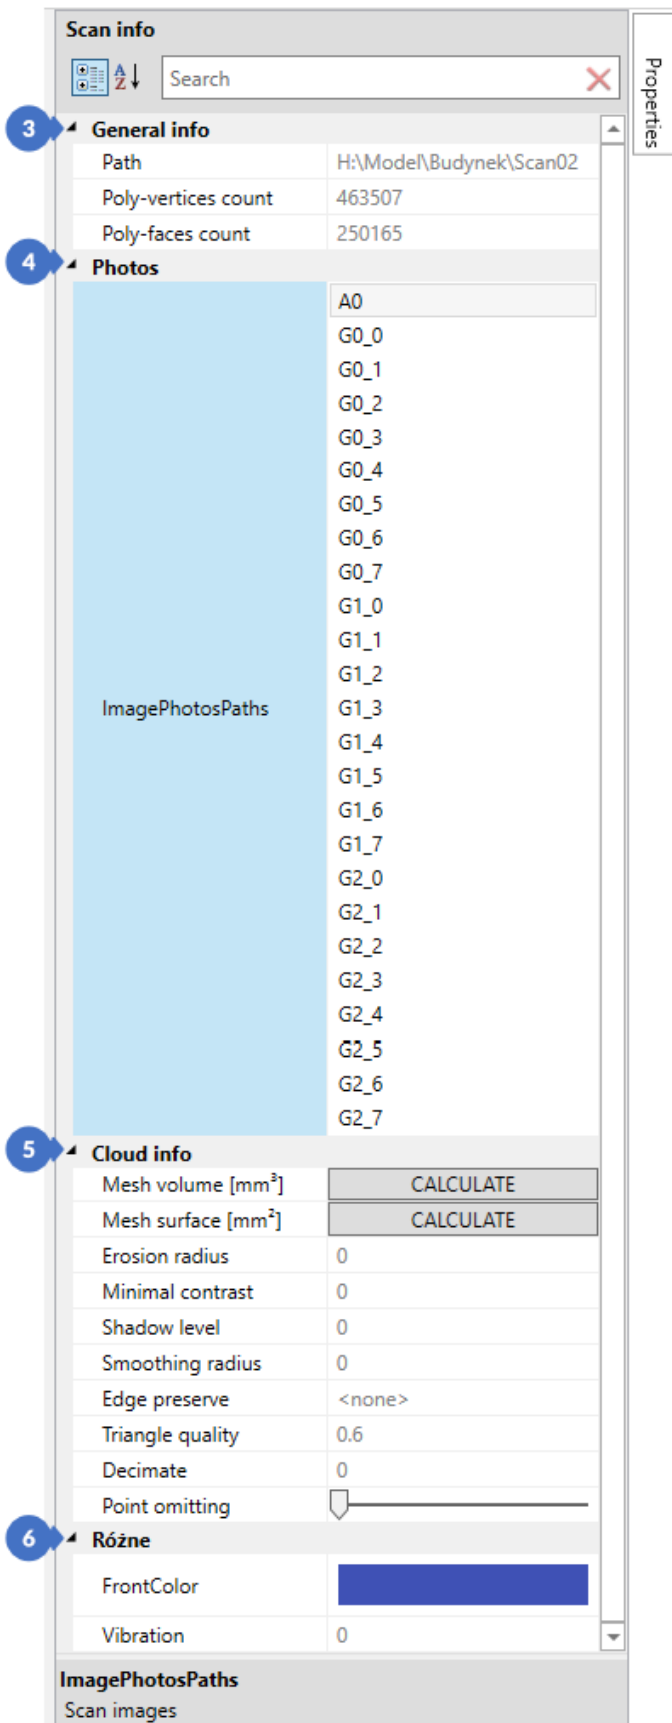 Scan info
Search
Properties
3 General info
Path H:\Model\Budynek\Scan02
Poly-vertices count 463507
Poly-faces count 250165
4 Photos
ImagePhotosPaths
A0
G0_0
G0_1
G0_2
G0_3
G0_4
G0_5
G0_6
G0_7
G1_0
G1_1
G1_2
G1_3
G1_4
G1_5
G1_6
G1_7
G2_0
G2_1
G2_2
G2_3
G2_4
G2_5
G2_6
G2_7
5 Cloud info
Mesh volume [mm³] CALCULATE
Mesh surface [mm²] CALCULATE
Erosion radius 0
Minimal contrast 0
Shadow level 0
Smoothing radius 0
Edge preserve <none>
Triangle quality 0.6
Decimate 0
Point omitting
6 Różne
FrontColor
Vibration 0
ImagePhotosPaths
Scan images